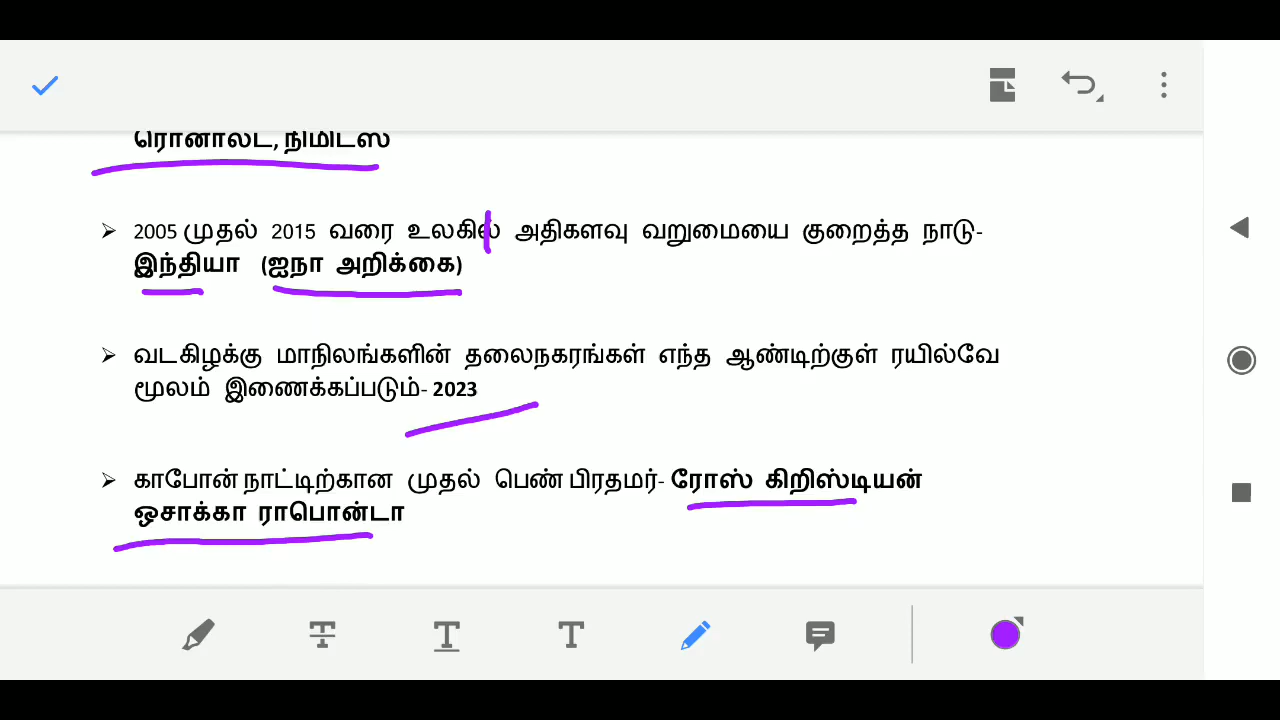 ரொனால்ட், நிமிட்ஸ்
➢ 2005 முதல் 2015 வரை உலகில் அதிகளவு வறுமையை குறைத்த நாடு-
இந்தியா (ஐநா அறிக்கை)
➢ வடகிழக்கு மாநிலங்களின் தலைநகரங்கள் எந்த ஆண்டிற்குள் ரயில்வே
மூலம் இணைக்கப்படும்- 2023
➢ காபோன் நாட்டிற்கான முதல் பெண் பிரதமர்- ரோஸ் கிறிஸ்டியன்
ஒசாக்கா ராபொன்டா